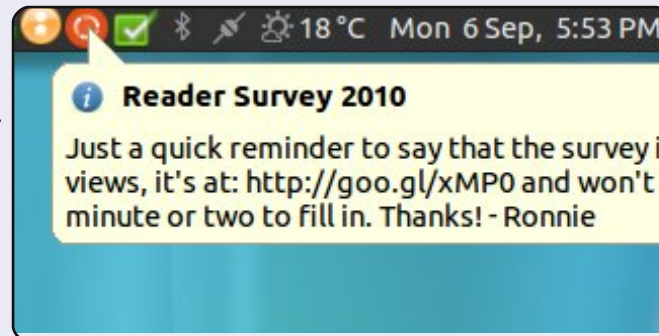 18 °C Mon 6 Sep, 5:53 PM
Reader Survey 2010
Just a quick reminder to say that the survey i
views, it's at: http://goo.gl/xMP0 and won't
minute or two to fill in. Thanks! - Ronnie